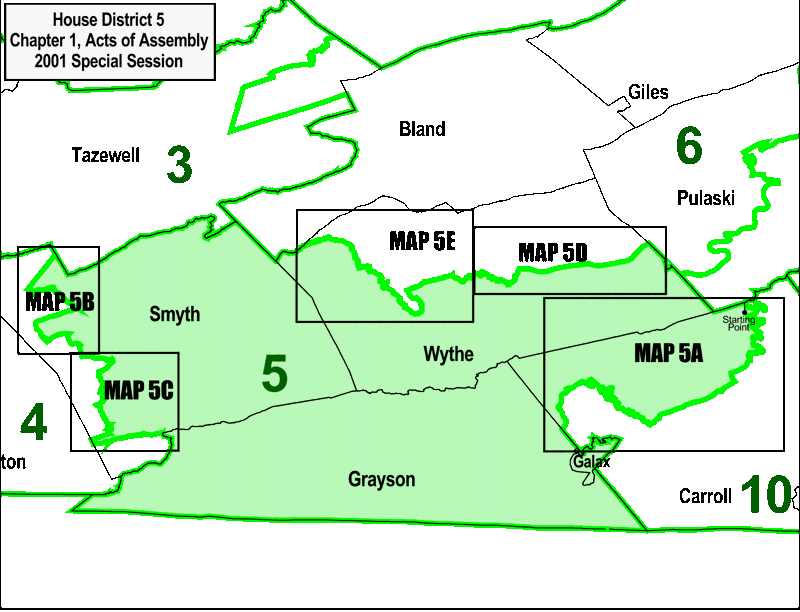 House District 5
Chapter 1, Acts of Assembly
2001 Special Session
Giles
Bland
Tazewell
3
6
Pulaski
MAP 5E
MAP 5D
MAP 5B
Smyth
Starting
Point
Wythe
MAP 5A
5
MAP 5C
4
ton
Galax
Grayson
Carroll
10